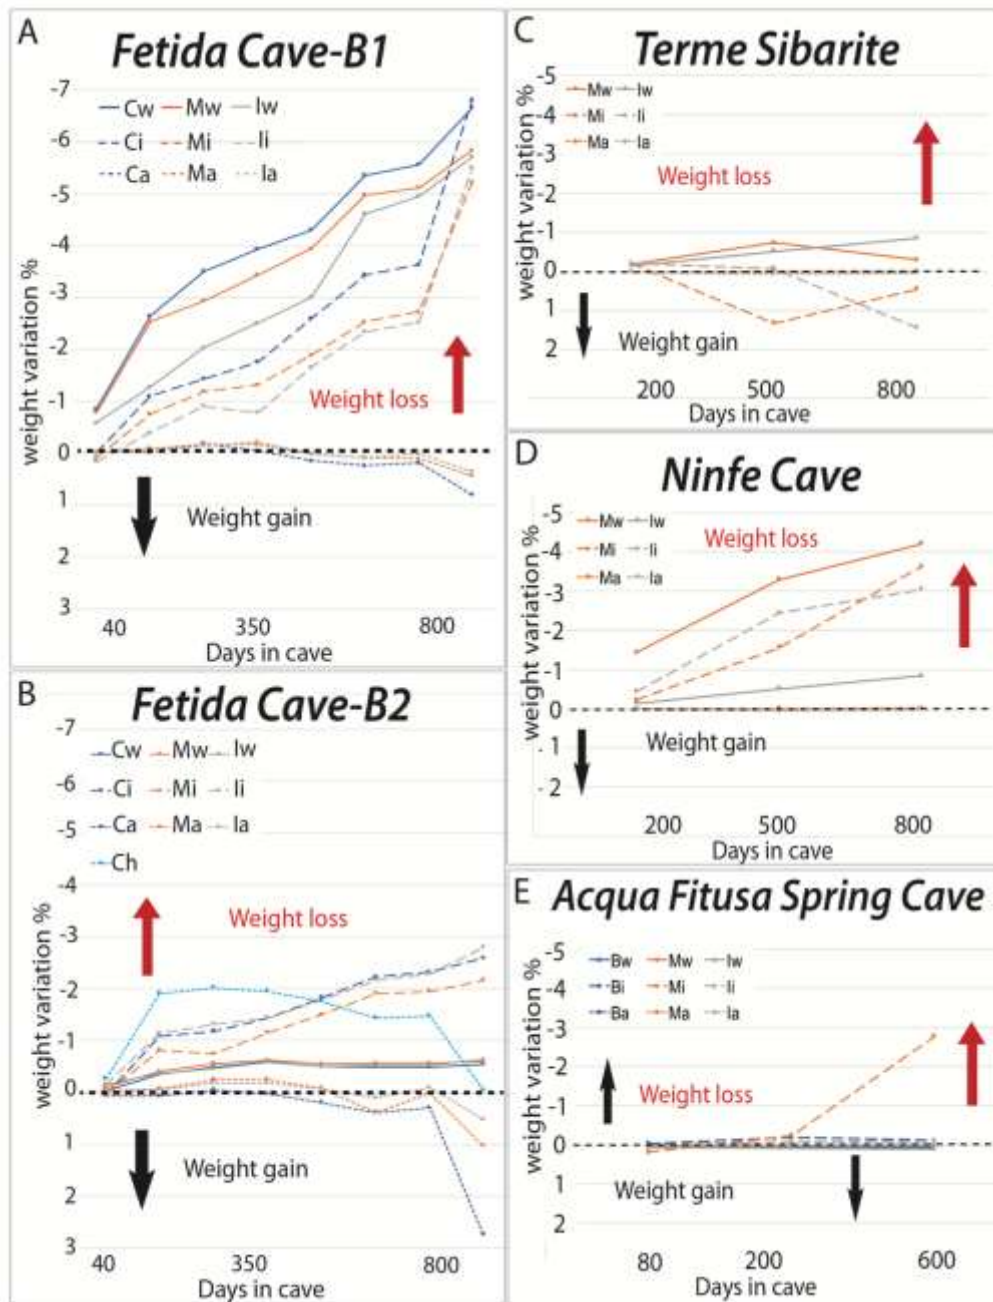 A
Fetida Cave-B1
weight variation %
-7
-6
-5
-4
-3
-2
-1
0
1
2
3
Cw Mw Iw
Ci Mi Ii
Ca Ma Ia
Weight loss
Weight gain
40 350 800
Days in cave
B
Fetida Cave-B2
weight variation %
-7
-6
-5
-4
-3
-2
-1
0
1
2
3
Cw Mw Iw
Ci Mi Ii
Ca Ma Ia
Ch
Weight loss
Weight gain
40 350 800
Days in cave
C
Terme Sibarite
weight variation %
-5
-4
-3
-2
-1
0
1
2
Mw Iw
Mi Ii
Ma Ia
Weight loss
Weight gain
200 500 800
Days in cave
D
Ninfe Cave
weight variation %
-5
-4
-3
-2
-1
0
1
2
Mw Iw
Mi Ii
Ma Ia
Weight loss
Weight gain
200 500 800
Days in cave
E
Acqua Fitusa Spring Cave
weight variation %
-5
-4
-3
-2
-1
0
1
2
Bw Mw Iw
Bi Mi Ii
Ba Ma Ia
Weight loss
Weight gain
80 200 600
Days in cave